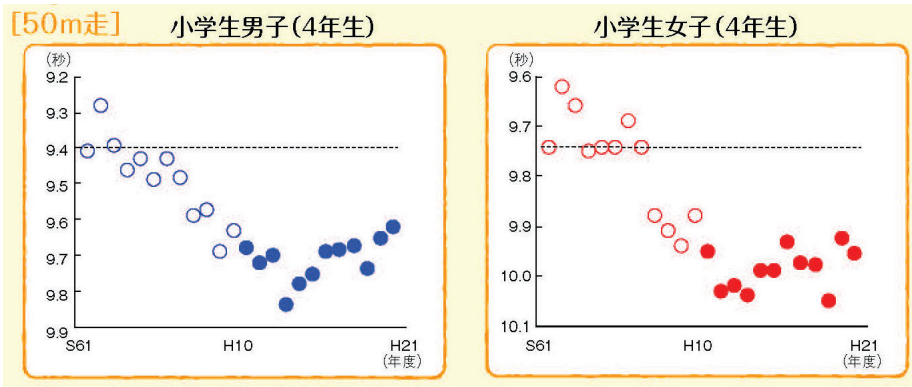 [50m走]
小学生男子(4年生)
(秒)
9.2
9.3
9.4
9.5
9.6
9.7
9.8
9.9
S61
H10
H21
(年度)
小学生女子(4年生)
(秒)
9.6
9.7
9.8
9.9
10.0
10.1
S61
H10
H21
(年度)